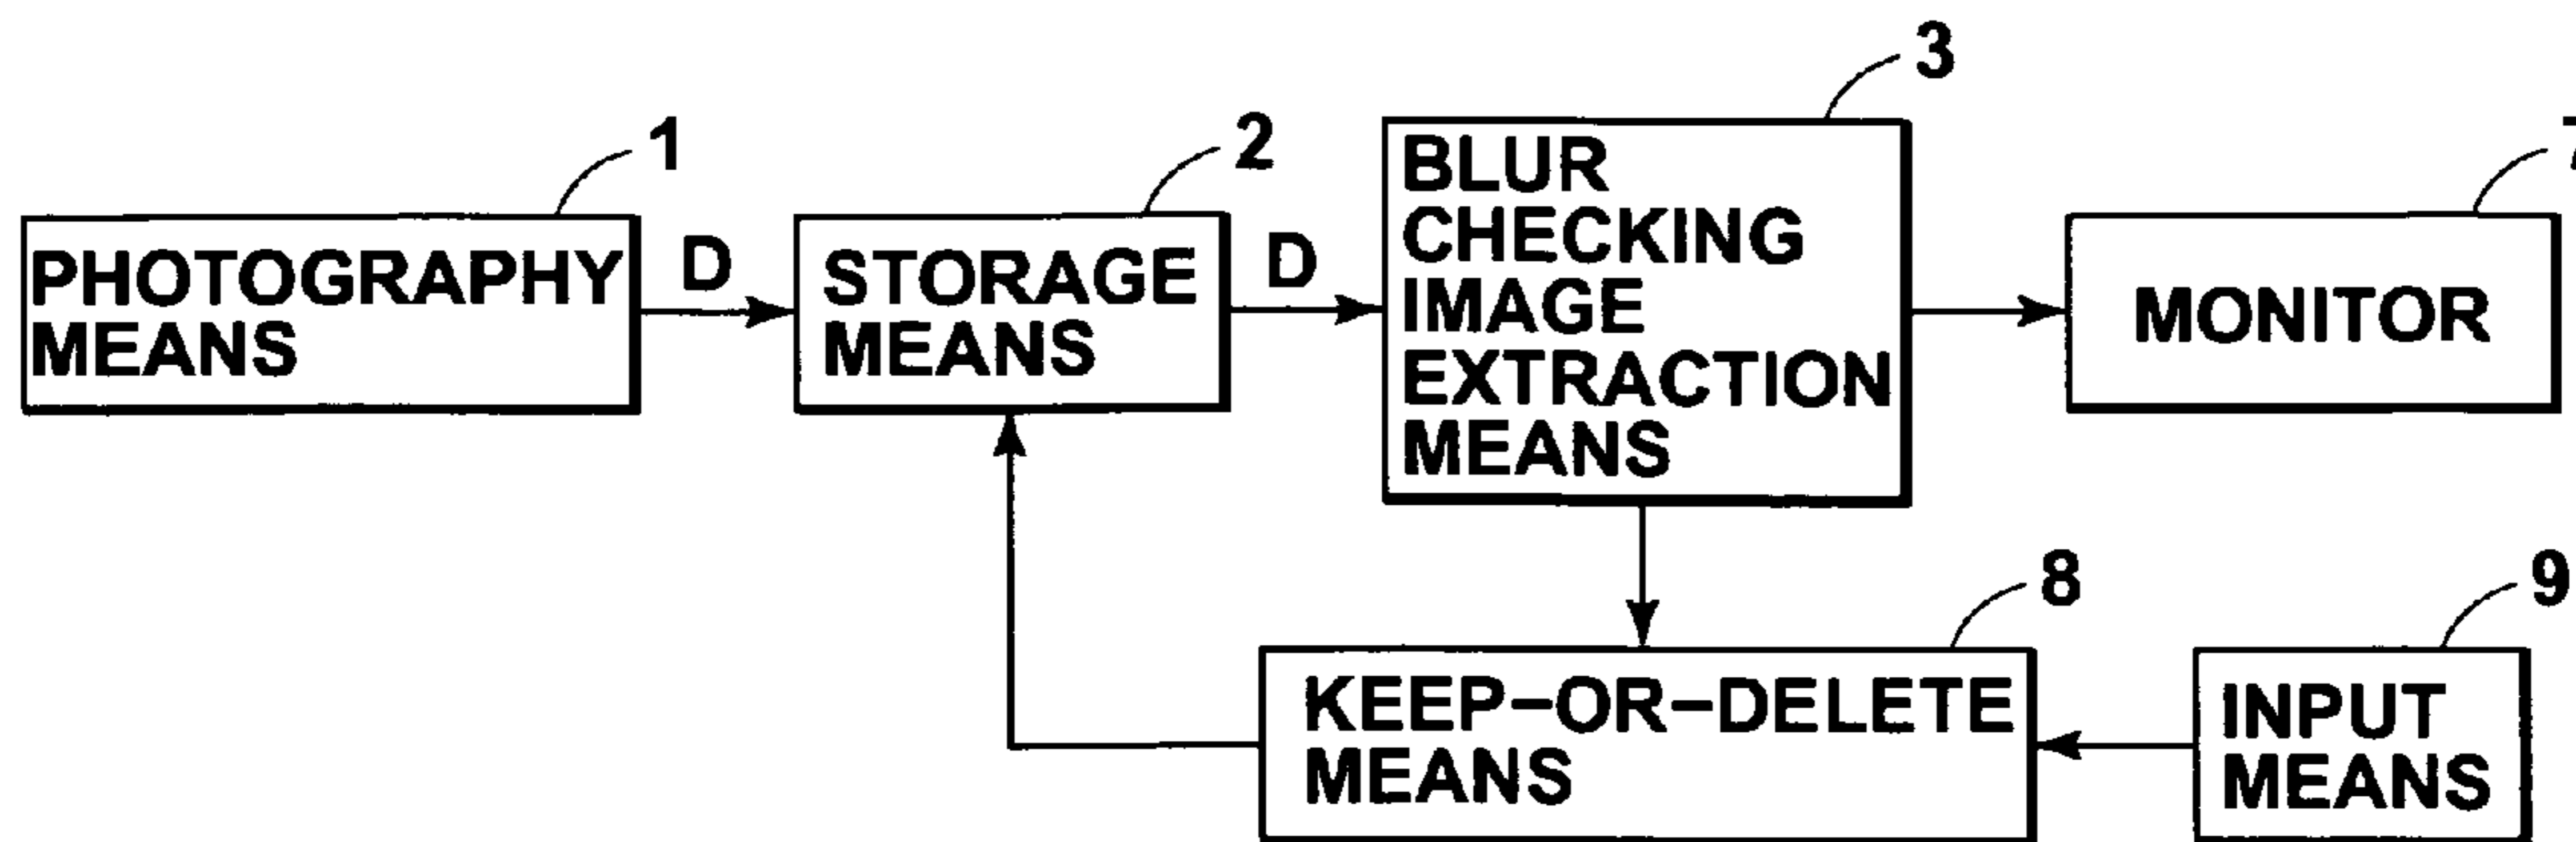 1
PHOTOGRAPHY
MEANS
D
2
STORAGE
MEANS
D
3
BLUR
CHECKING
IMAGE
EXTRACTION
MEANS
7
MONITOR
8
KEEP-OR-DELETE
MEANS
9
INPUT
MEANS